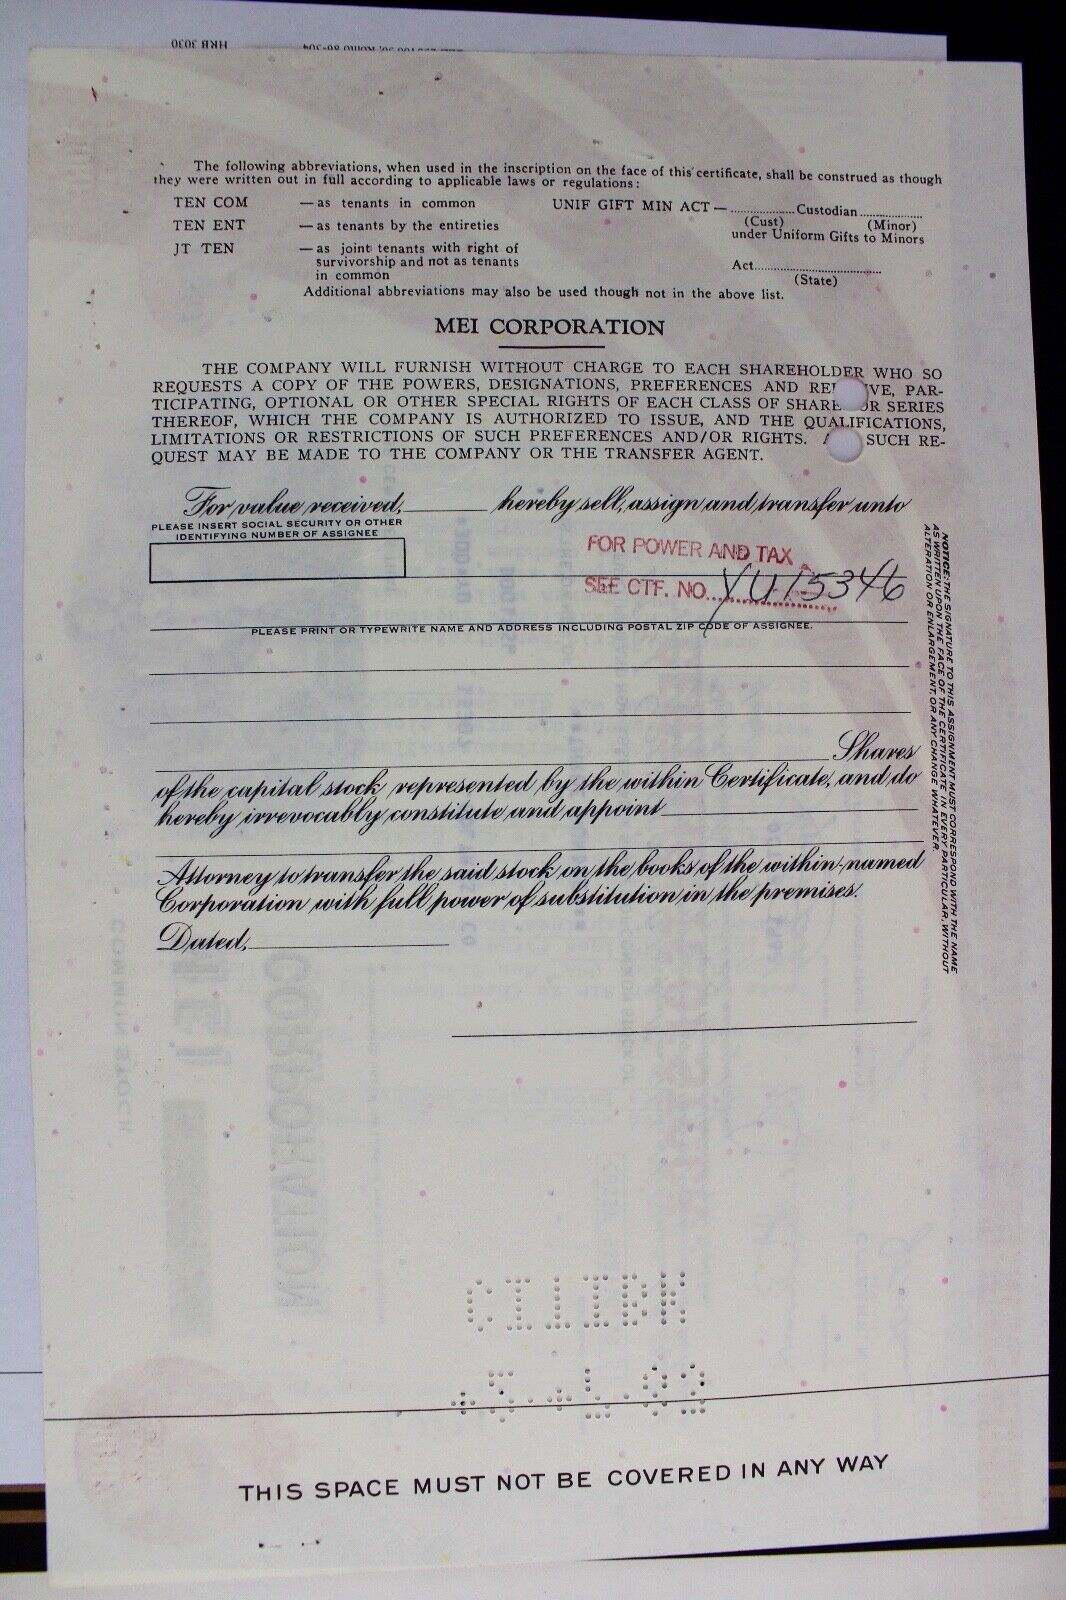 HRB 3030
The following abbreviations, when used in the inscription on the face of this certificate, shall be construed as though
they were written out in full according to applicable laws or regulations:
TEN COM — as tenants in common
TEN ENT — as tenants by the entireties
JT TEN — as joint tenants with right of
survivorship and not as tenants
in common
UNIF GIFT MIN ACT — .................. Custodian ..................
(Cust) (Minor)
under Uniform Gifts to Minors
Act....................................
(State)
Additional abbreviations may also be used though not in the above list.
MEI CORPORATION
THE COMPANY WILL FURNISH WITHOUT CHARGE TO EACH SHAREHOLDER WHO SO
REQUESTS A COPY OF THE POWERS, DESIGNATIONS, PREFERENCES AND REL VE, PAR-
TICIPATING, OPTIONAL OR OTHER SPECIAL RIGHTS OF EACH CLASS OF SHARE OR SERIES
THEREOF, WHICH THE COMPANY IS AUTHORIZED TO ISSUE, AND THE QUALIFICATIONS,
LIMITATIONS OR RESTRICTIONS OF SUCH PREFERENCES AND/OR RIGHTS. A SUCH RE-
QUEST MAY BE MADE TO THE COMPANY OR THE TRANSFER AGENT.
For value received, ________ hereby sell, assign and transfer unto
PLEASE INSERT SOCIAL SECURITY OR OTHER
IDENTIFYING NUMBER OF ASSIGNEE
FOR POWER AND TAX
SEE CTF. NO. YU15346
PLEASE PRINT OR TYPEWRITE NAME AND ADDRESS INCLUDING POSTAL ZIP CODE OF ASSIGNEE.
Shares
of the capital stock represented by the within Certificate, and do
hereby irrevocably constitute and appoint
Attorney to transfer the said stock on the books of the within-named
Corporation with full power of substitution in the premises.
Dated,
NOTICE: THE SIGNATURE TO THIS ASSIGNMENT MUST CORRESPOND WITH THE NAME
AS WRITTEN UPON THE FACE OF THE CERTIFICATE IN EVERY PARTICULAR, WITHOUT
ALTERATION OR ENLARGEMENT, OR ANY CHANGE WHATEVER.
THIS SPACE MUST NOT BE COVERED IN ANY WAY